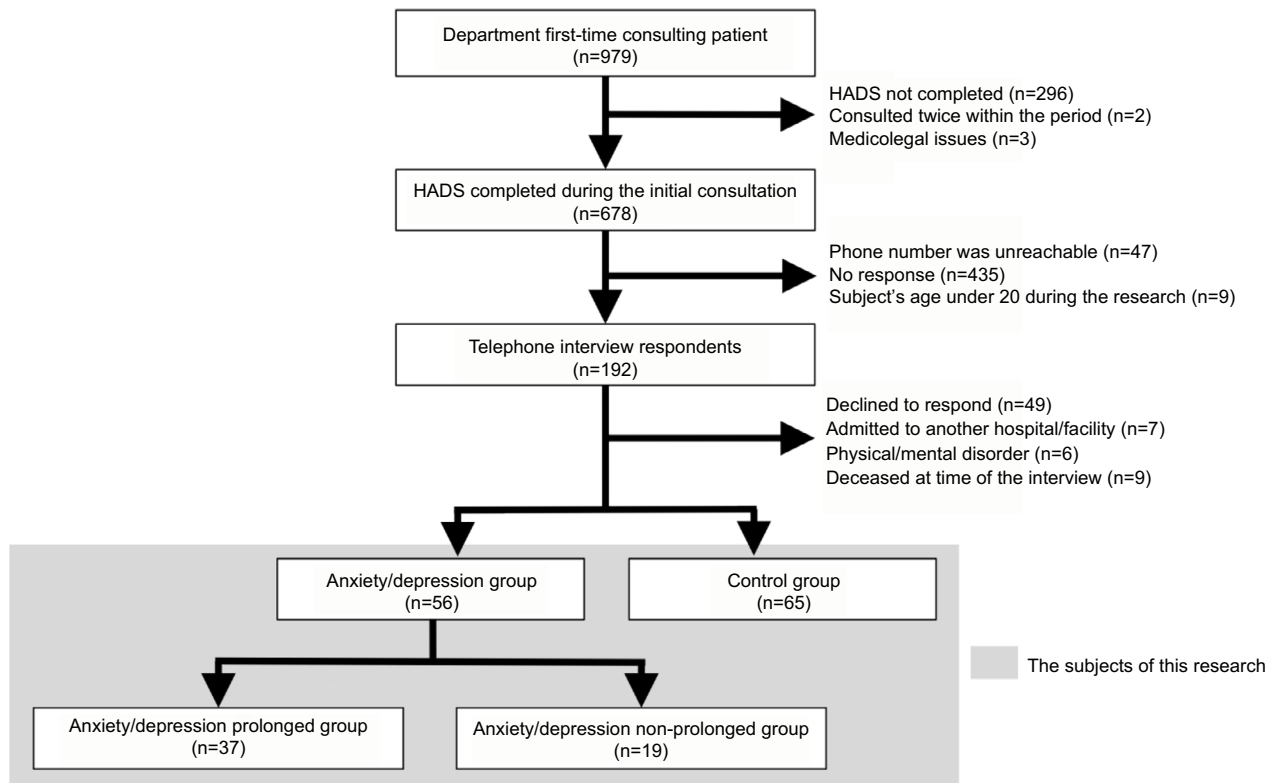 Department first-time consulting patient
(n=979)
HADS not completed (n=296)
Consulted twice within the period (n=2)
Medicolegal issues (n=3)
HADS completed during the initial consultation
(n=678)
Phone number was unreachable (n=47)
No response (n=435)
Subject's age under 20 during the research (n=9)
Telephone interview respondents
(n=192)
Declined to respond (n=49)
Admitted to another hospital/facility (n=7)
Physical/mental disorder (n=6)
Deceased at time of the interview (n=9)
Anxiety/depression group
(n=56)
Control group
(n=65)
The subjects of this research
Anxiety/depression prolonged group
(n=37)
Anxiety/depression non-prolonged group
(n=19)